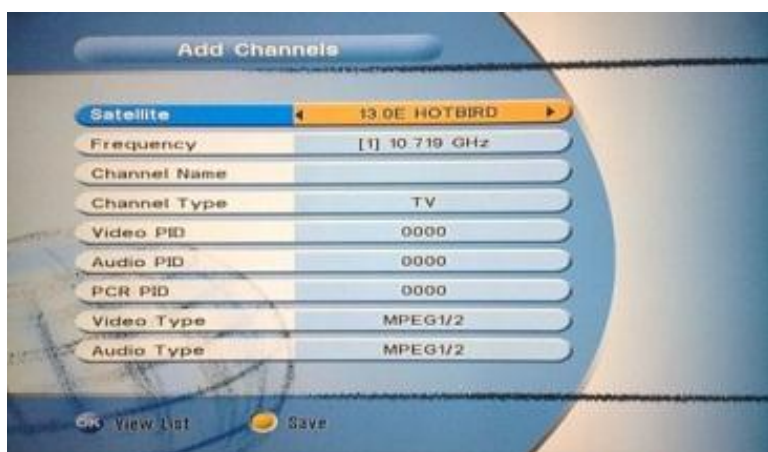 Add Channels
Satellite 13.0E HOTBIRD
Frequency [1] 10.719 GHz
Channel Name
Channel Type TV
Video PID 0000
Audio PID 0000
PCR PID 0000
Video Type MPEG1/2
Audio Type MPEG1/2
OK View List Save